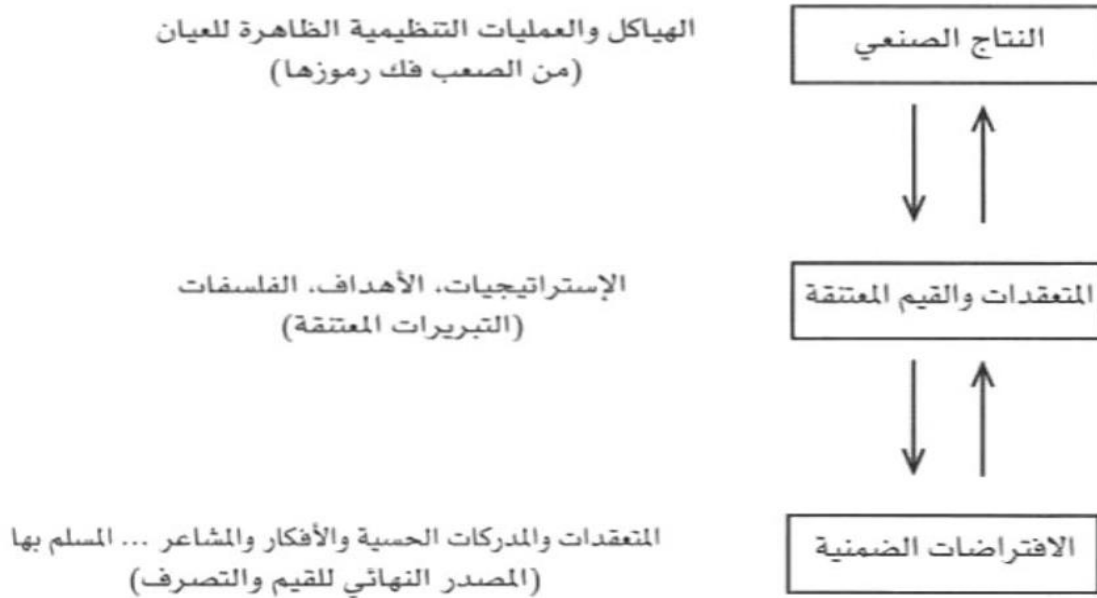 النتاج الصنعي
الهياكل والعمليات التنظيمية الظاهرة للعيان
(من الصعب فك رموزها)
المتعقدات والقيم المعتنقة
الإستراتيجيات، الأهداف، الفلسفات
(التبريرات المعتنقة)
الافتراضات الضمنية
المتعقدات والمدركات الحسية والأفكار والمشاعر ... المسلم بها
(المصدر النهائي للقيم والتصرف)